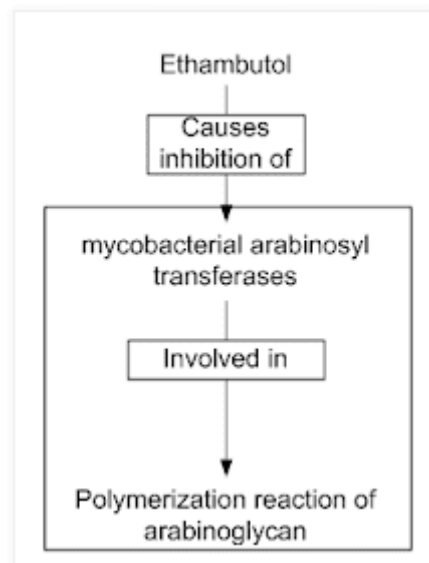 Ethambutol
Causes
inhibition of
mycobacterial arabinosyl
transferases
Involved in
Polymerization reaction of
arabinoglycan